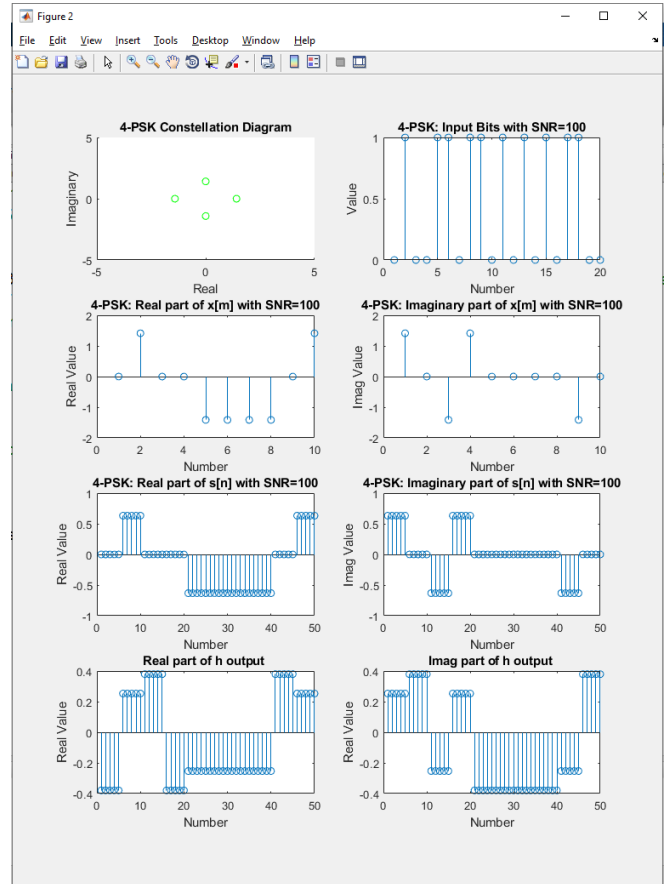 Figure 2
File Edit View Insert Tools Desktop Window Help
4-PSK Constellation Diagram
5
0
-5
Imaginary
-5 0 5
Real
4-PSK: Input Bits with SNR=100
1
0.5
0
Value
0 5 10 15 20
Number
4-PSK: Real part of x[m] with SNR=100
2
1
0
-1
-2
Real Value
0 2 4 6 8 10
Number
4-PSK: Imaginary part of x[m] with SNR=100
2
1
0
-1
-2
Imag Value
0 2 4 6 8 10
Number
4-PSK: Real part of s[n] with SNR=100
1
0.5
0
-0.5
-1
Real Value
0 10 20 30 40 50
Number
4-PSK: Imaginary part of s[n] with SNR=100
1
0.5
0
-0.5
-1
Imag Value
0 10 20 30 40 50
Number
Real part of h output
0.4
0.2
0
-0.2
-0.4
Real Value
0 10 20 30 40 50
Number
Imag part of h output
0.4
0.2
0
-0.2
-0.4
Real Value
0 10 20 30 40 50
Number